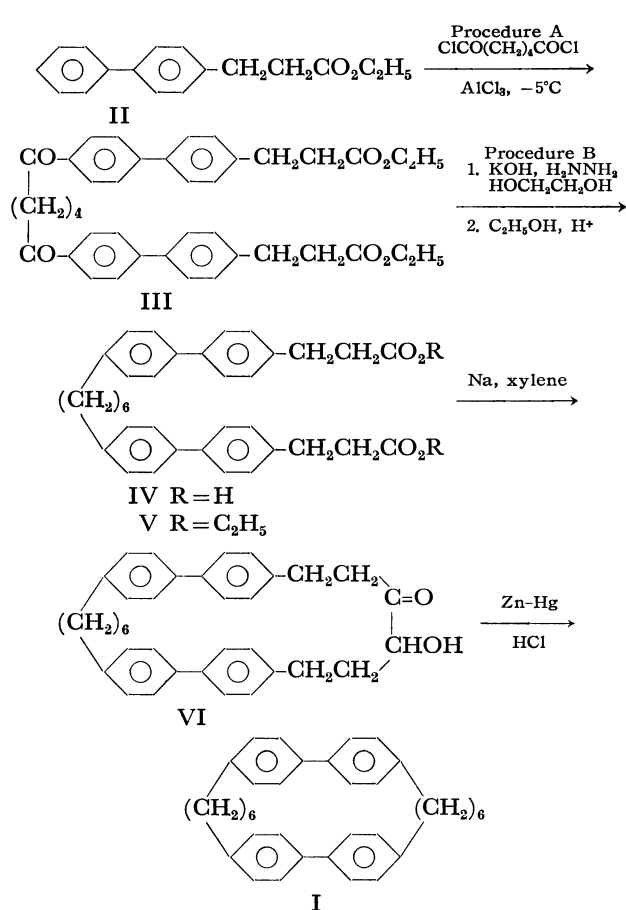 Procedure A
CH₂CH₂CO₂C₂H₅ ClCO(CH₂)₄COCl
AlCl₃, −5°C
II
CO CH₂CH₂CO₂C₂H₅ Procedure B
1. KOH, H₂NNH₂
HOCH₂CH₂OH
(CH₂)₄
2. C₂H₅OH, H⁺
CO CH₂CH₂CO₂C₂H₅
III
CH₂CH₂CO₂R
(CH₂)₆ Na, xylene
CH₂CH₂CO₂R
IV R=H
V R=C₂H₅
CH₂CH₂
C=O Zn-Hg
(CH₂)₆
CHOH HCl
CH₂CH₂
VI
(CH₂)₆ (CH₂)₆
I